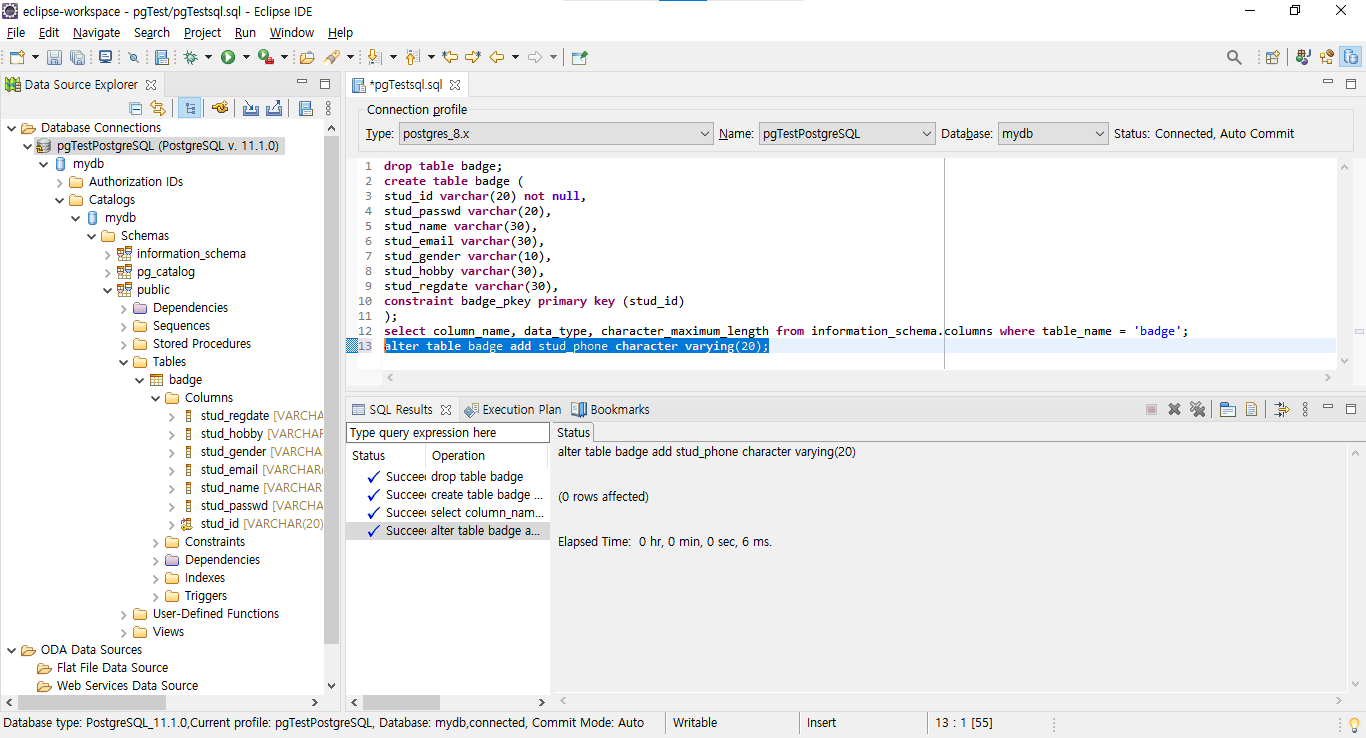 eclipse-workspace - pgTest/pgTestsql.sql - Eclipse IDE
File Edit Navigate Search Project Run Window Help
Data Source Explorer
Database Connections
pgTestPostgreSQL (PostgreSQL v. 11.1.0)
mydb
Authorization IDs
Catalogs
mydb
Schemas
information_schema
pg_catalog
public
Dependencies
Sequences
Stored Procedures
Tables
badge
Columns
stud_regdate [VARCHA
stud_hobby [VARCHAR
stud_gender [VARCHA
stud_email [VARCHAR(
stud_name [VARCHAR
stud_passwd [VARCHA
stud_id [VARCHAR(20)
Constraints
Dependencies
Indexes
Triggers
User-Defined Functions
Views
ODA Data Sources
Flat File Data Source
Web Services Data Source
*pgTestsql.sql
Connection profile
Type: postgres_8.x Name: pgTestPostgreSQL Database: mydb Status: Connected, Auto Commit
1 drop table badge;
2 create table badge (
3 stud_id varchar(20) not null,
4 stud_passwd varchar(20),
5 stud_name varchar(30),
6 stud_email varchar(30),
7 stud_gender varchar(10),
8 stud_hobby varchar(30),
9 stud_regdate varchar(30),
10 constraint badge_pkey primary key (stud_id)
11 );
12 select column_name, data_type, character_maximum_length from information_schema.columns where table_name = 'badge';
13 alter table badge add stud_phone character varying(20);
SQL Results Execution Plan Bookmarks
Type query expression here
Status Operation
Succee drop table badge
Succee create table badge ...
Succee select column_nam...
Succee alter table badge a...
Status
alter table badge add stud_phone character varying(20)
(0 rows affected)
Elapsed Time: 0 hr, 0 min, 0 sec, 6 ms.
Database type: PostgreSQL_11.1.0,Current profile: pgTestPostgreSQL, Database: mydb,connected, Commit Mode: Auto Writable Insert 13 : 1 [55]